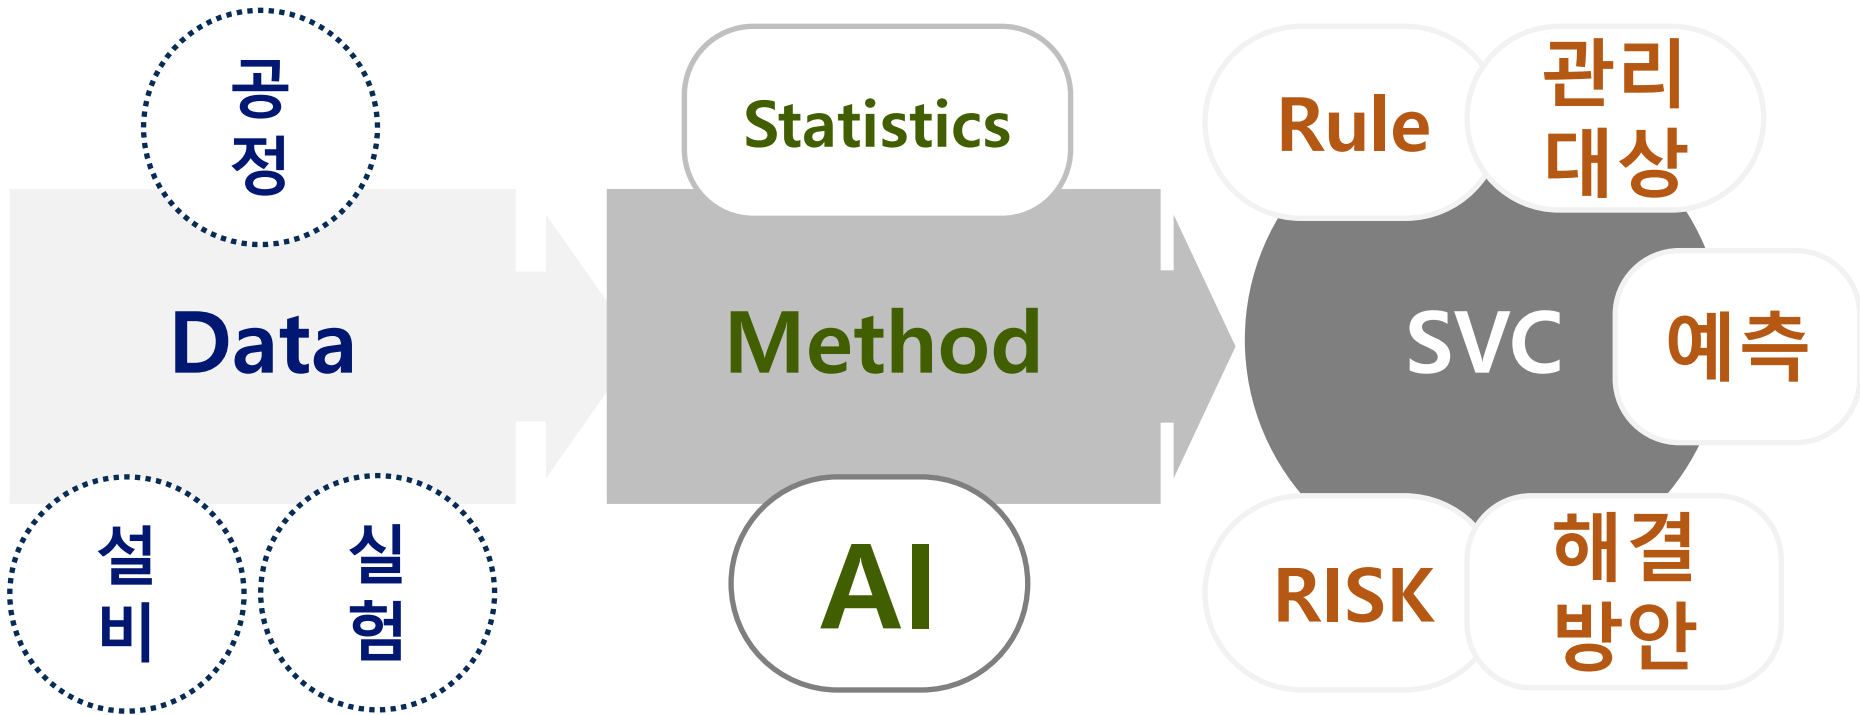 공
정
Data
설
비
실
험
Statistics
Method
AI
Rule
관리
대상
SVC
예측
RISK
해결
방안